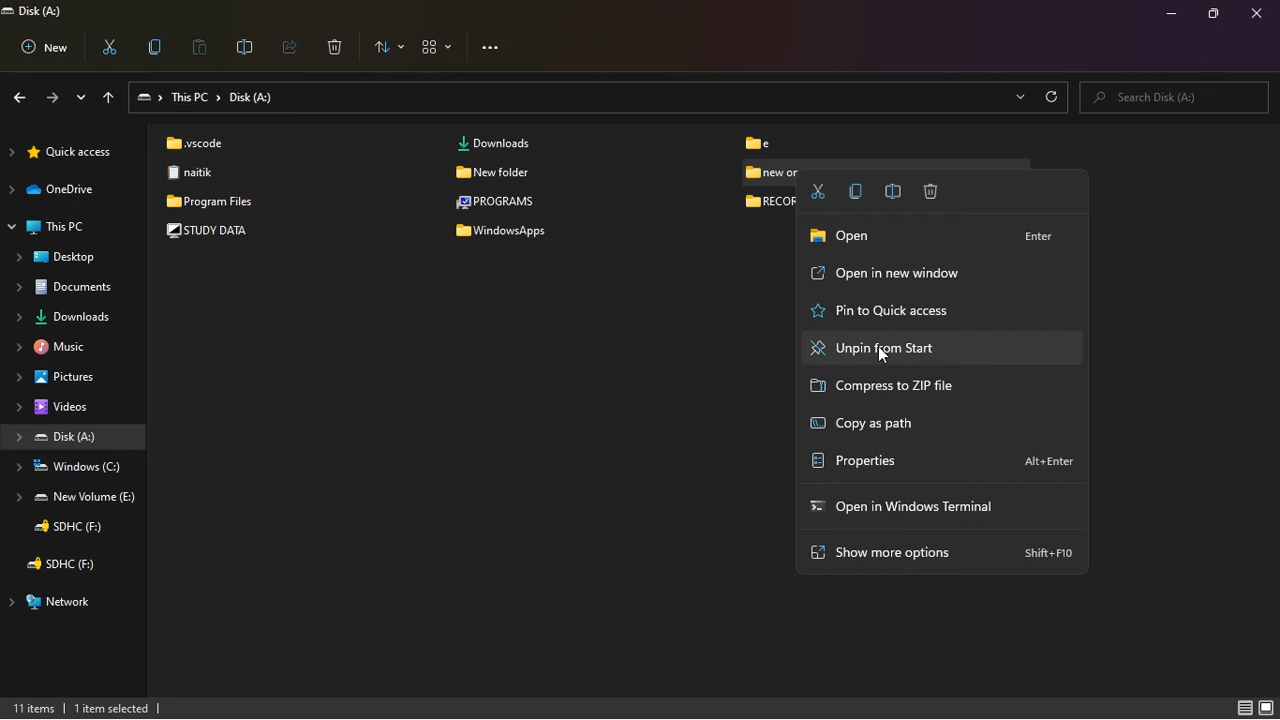 Disk (A:)
New
This PC > Disk (A:)
Search Disk (A:)
Quick access
OneDrive
This PC
Desktop
Documents
Downloads
Music
Pictures
Videos
Disk (A:)
Windows (C:)
New Volume (E:)
SDHC (F:)
SDHC (F:)
Network
.vscode
naitik
Program Files
STUDY DATA
Downloads
New folder
PROGRAMS
WindowsApps
e
new
Open Enter
Open in new window
Pin to Quick access
Unpin from Start
Compress to ZIP file
Copy as path
Properties Alt+Enter
Open in Windows Terminal
Show more options Shift+F10
11 items | 1 item selected |